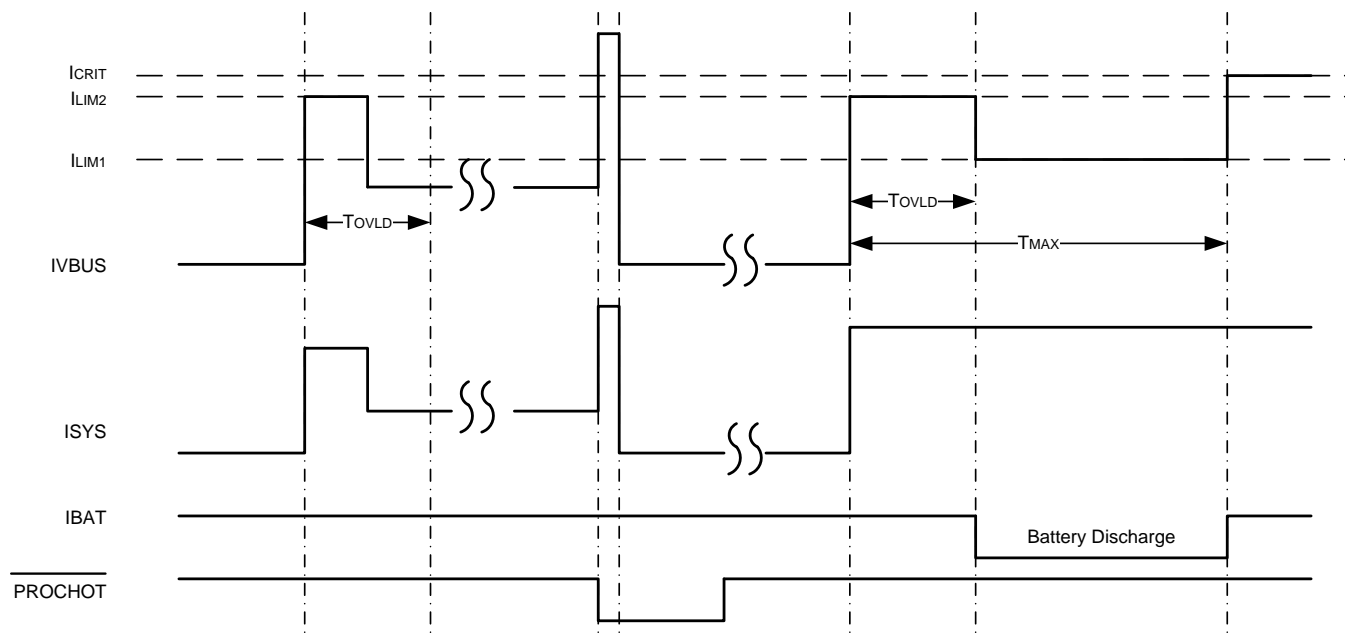 ICRIT
ILIM2
ILIM1
TOVLD
TOVLD
TMAX
IVBUS
ISYS
IBAT
Battery Discharge
PROCHOT